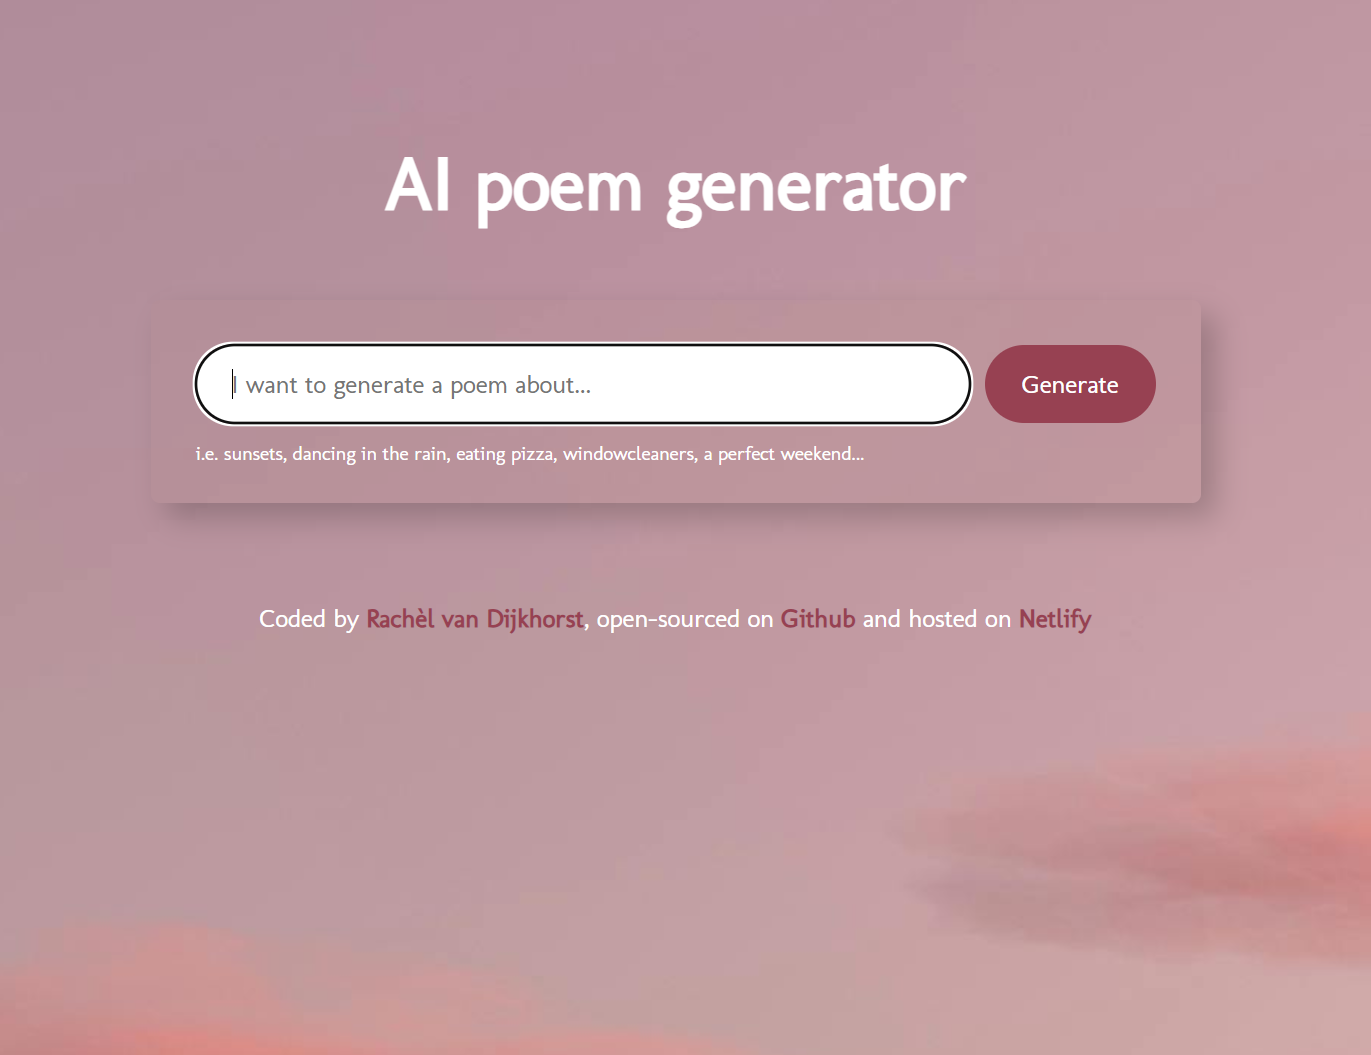 AI poem generator
I want to generate a poem about...
Generate
i.e. sunsets, dancing in the rain, eating pizza, windowcleaners, a perfect weekend...
Coded by Rachèl van Dijkhorst, open-sourced on Github and hosted on Netlify